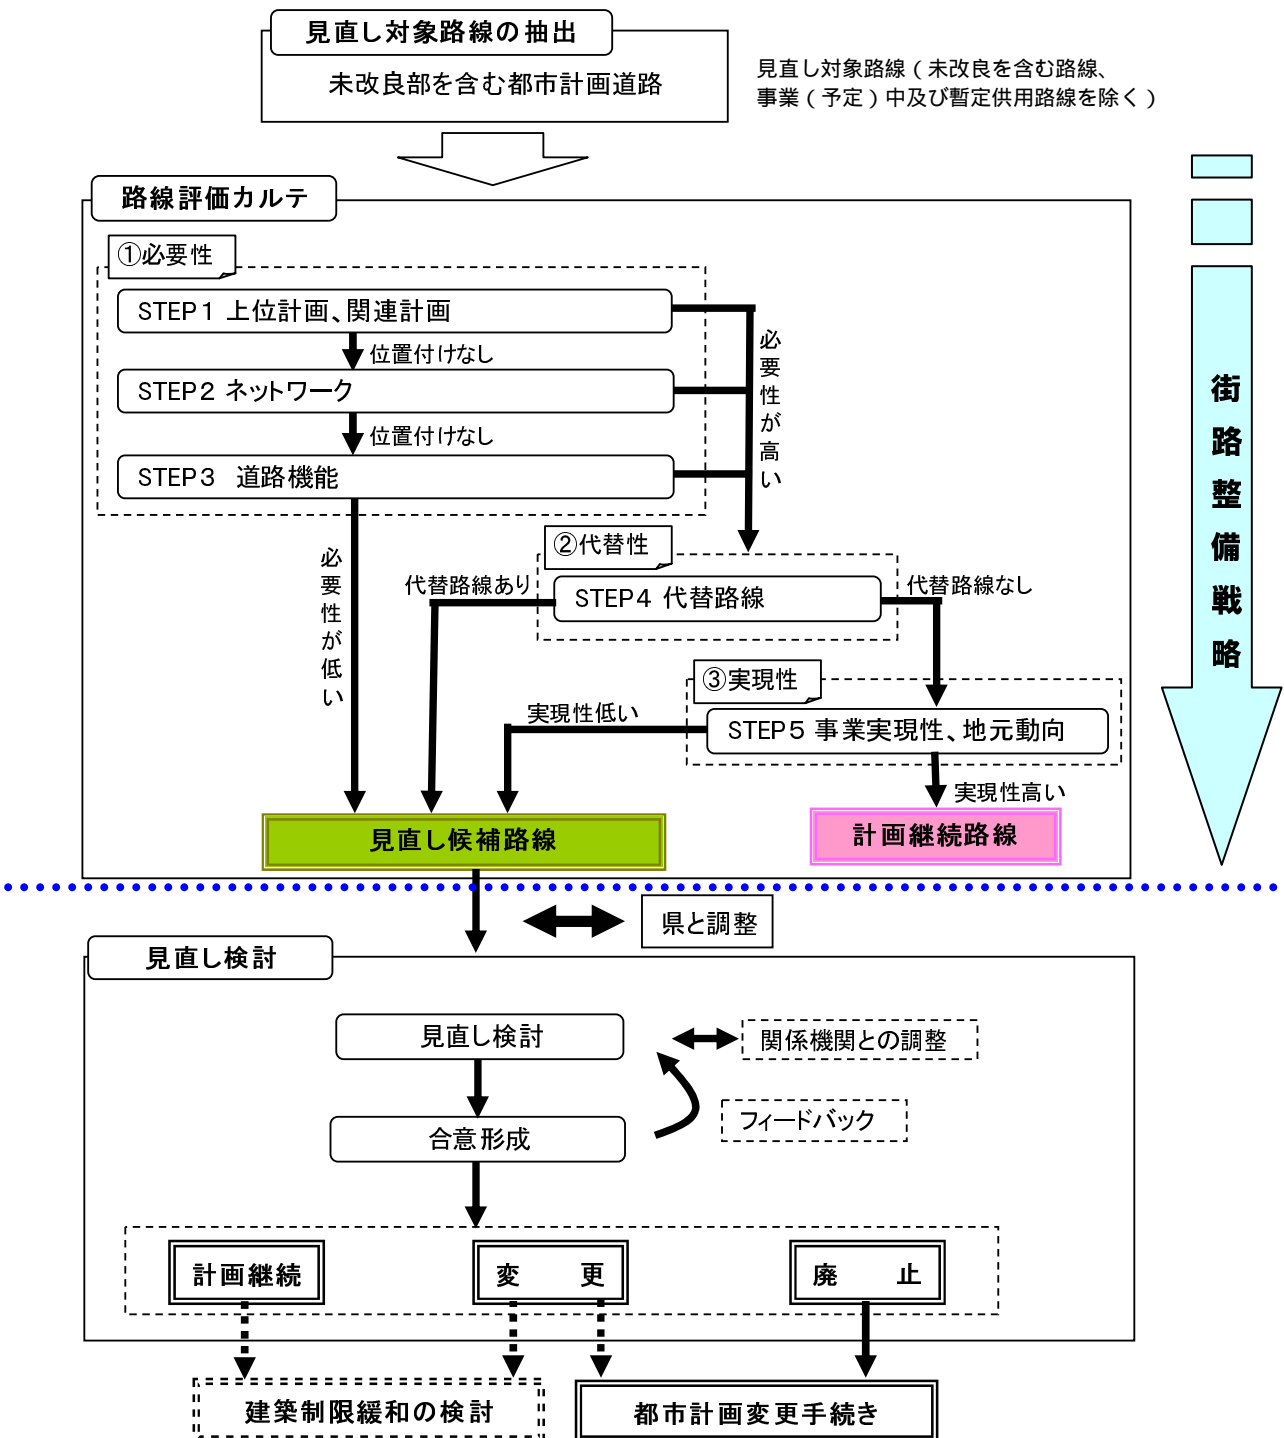 見直し対象路線の抽出
未改良部を含む都市計画道路
見直し対象路線（未改良を含む路線、
事業（予定）中及び暫定供用路線を除く）
路線評価カルテ
①必要性
STEP１ 上位計画、関連計画
位置付けなし
STEP２ ネットワーク
位置付けなし
STEP３　道路機能
必要性が高い
必要性が低い
②代替性
代替路線あり
STEP４ 代替路線
代替路線なし
③実現性
実現性低い
STEP５ 事業実現性、地元動向
実現性高い
見直し候補路線
計画継続路線
街路整備戦略
県と調整
見直し検討
見直し検討
関係機関との調整
フィードバック
合意形成
計画継続
変　　更
廃　　止
建築制限緩和の検討
都市計画変更手続き